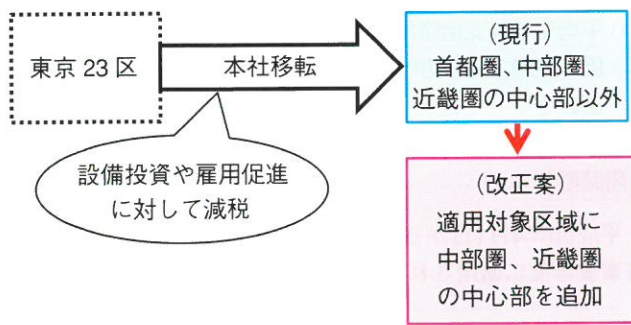 東京 23 区
本社移転
（現行）
首都圏、中部圏、
近畿圏の中心部以外
設備投資や雇用促進
に対して減税
（改正案）
適用対象区域に
中部圏、近畿圏
の中心部を追加